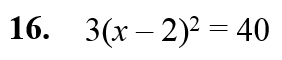 16. 3(x – 2)² = 40